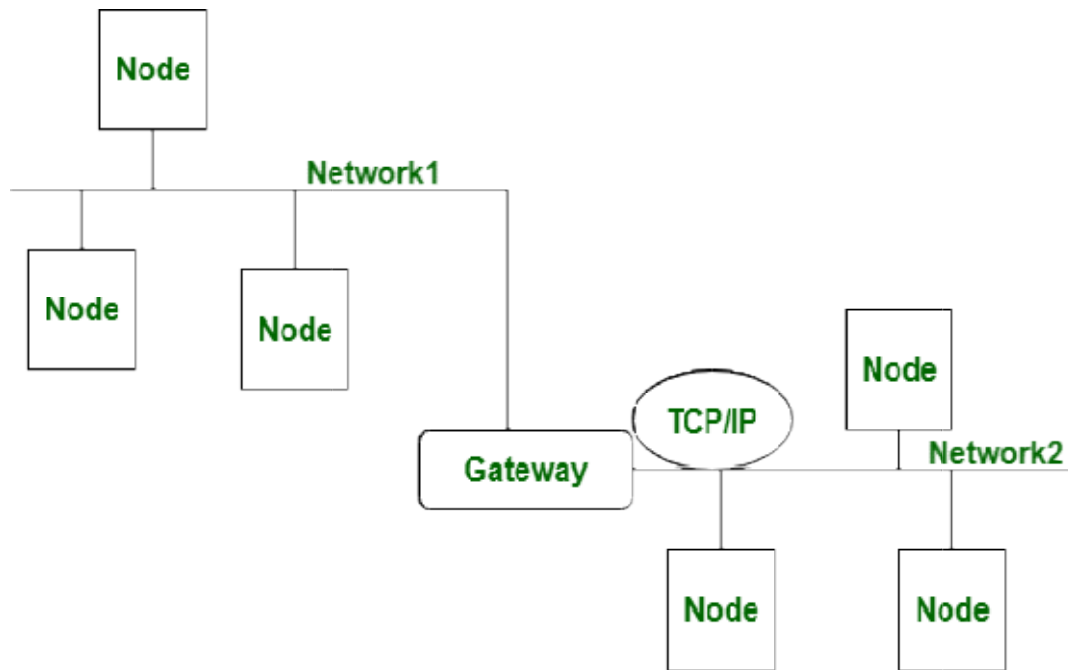 Node
Network1
Node
Node
Node
TCP/IP
Gateway
Network2
Node
Node